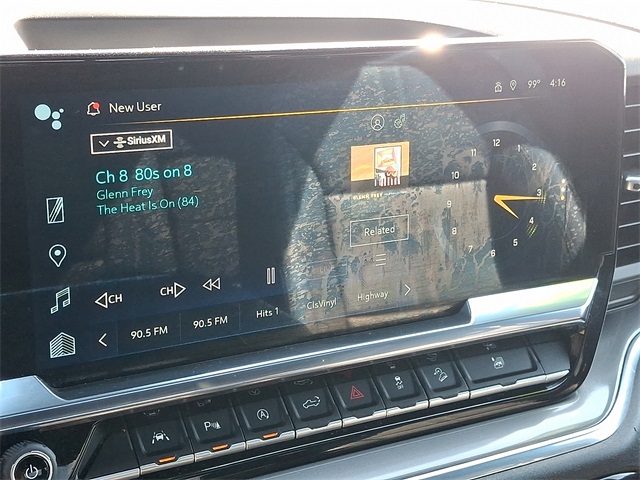 New User
99° 4:16
SiriusXM
Ch 8 80s on 8
Glenn Frey
The Heat Is On (84)
GLENN FREY
Related
CH
CH
90.5 FM
90.5 FM
Hits 1
ClsVinyl
Highway
12
1
2
3
4
5
6
7
8
9
10
11